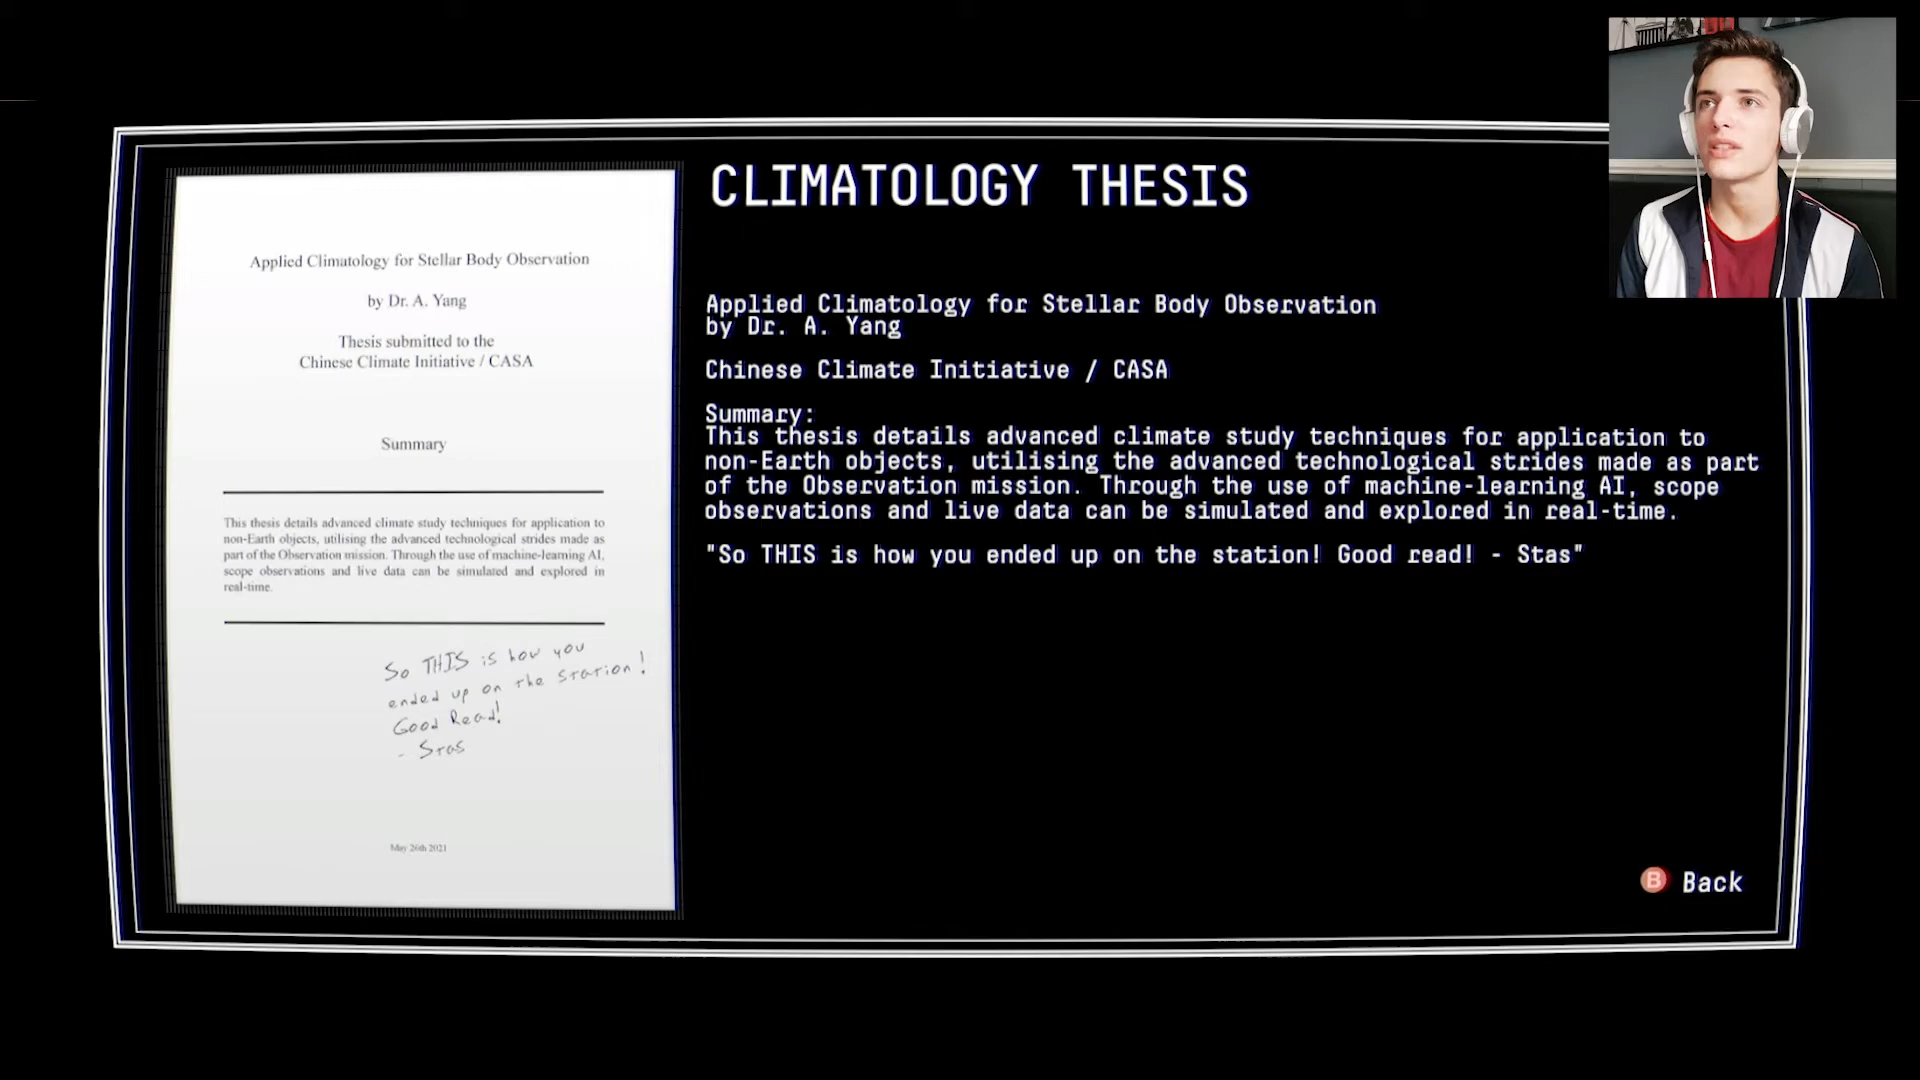 Applied Climatology for Stellar Body Observation
by Dr. A. Yang
Thesis submitted to the
Chinese Climate Initiative / CASA
Summary
This thesis details advanced climate study techniques for application to
non-Earth objects, utilising the advanced technological strides made as
part of the Observation mission. Through the use of machine-learning AI,
scope observations and live data can be simulated and explored in
real-time.
So THIS is how you
ended up on the station!
Good Read!
- Stas
May 26th 2021
CLIMATOLOGY THESIS
Applied Climatology for Stellar Body Observation
by Dr. A. Yang
Chinese Climate Initiative / CASA
Summary:
This thesis details advanced climate study techniques for application to
non-Earth objects, utilising the advanced technological strides made as part
of the Observation mission. Through the use of machine-learning AI, scope
observations and live data can be simulated and explored in real-time.
"So THIS is how you ended up on the station! Good read! - Stas"
B Back